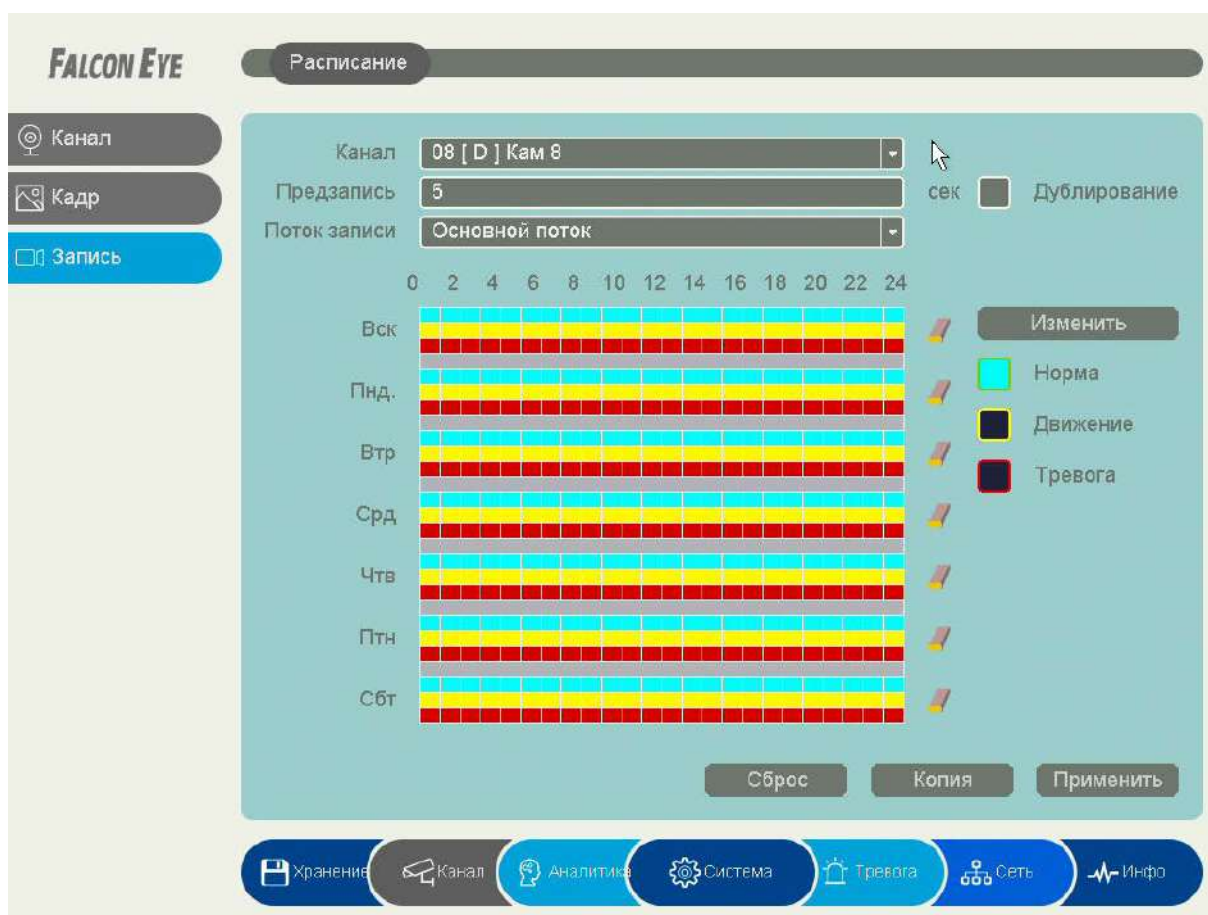 FALCON EYE
Расписание
Канал
Кадр
Запись
Канал 08 [ D ] Кам 8
Предзапись 5 сек Дублирование
Поток записи Основной поток
0 2 4 6 8 10 12 14 16 18 20 22 24
Вск
Пнд.
Втр
Срд
Чтв
Птн
Сбт
Изменить
Норма
Движение
Тревога
Сброс Копия Применить
Хранение Канал Аналитика Система Тревога Сеть Инфо